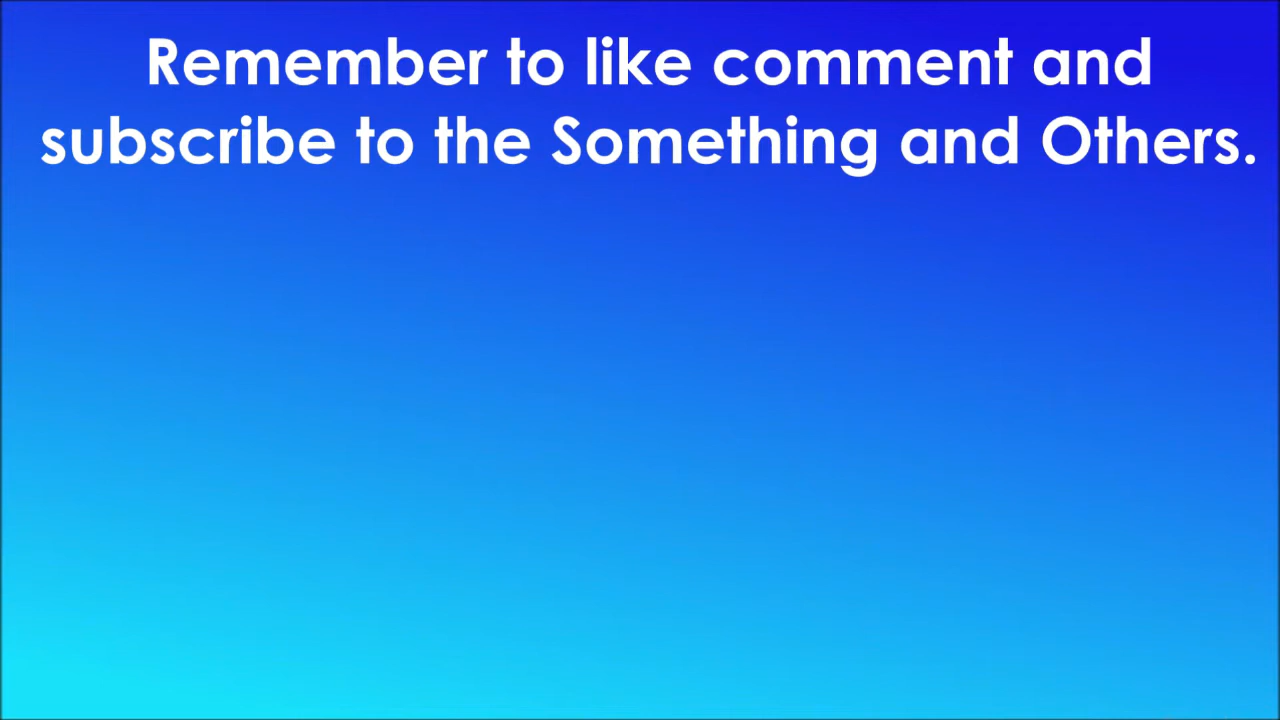 Remember to like comment and
subscribe to the Something and Others.